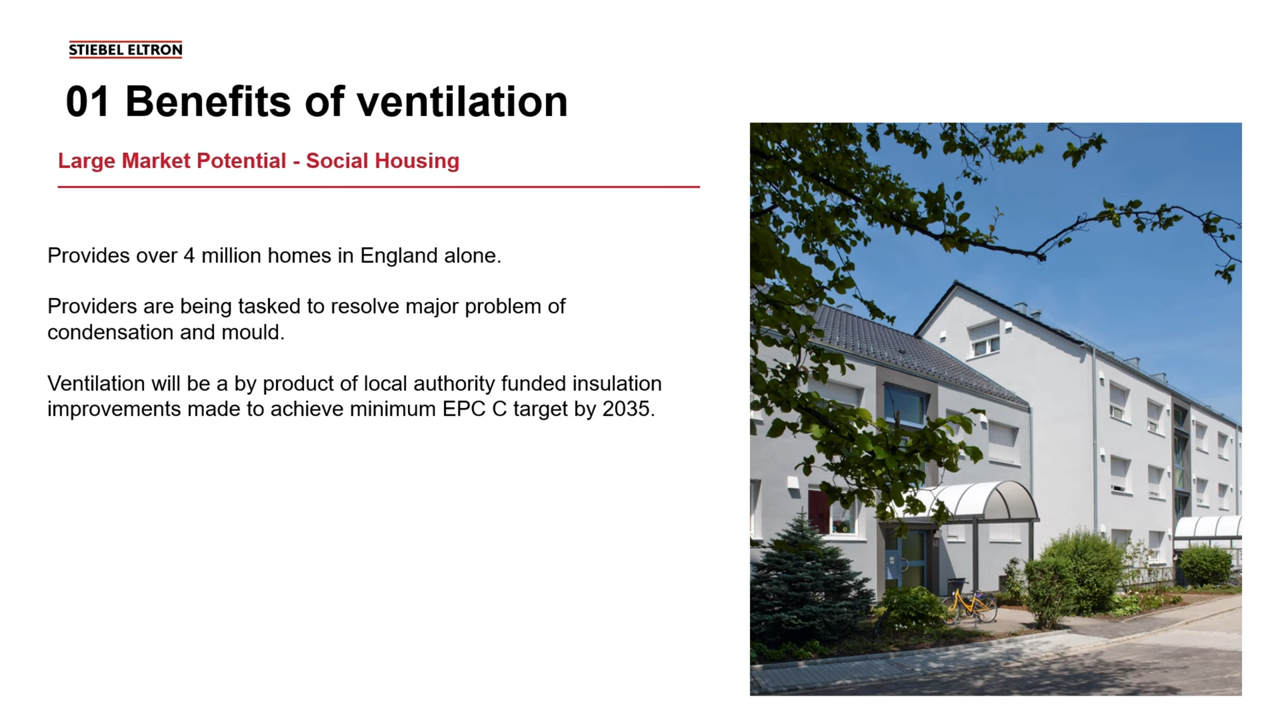 STIEBEL ELTRON
01 Benefits of ventilation
Large Market Potential - Social Housing
Provides over 4 million homes in England alone.
Providers are being tasked to resolve major problem of
condensation and mould.
Ventilation will be a by product of local authority funded insulation
improvements made to achieve minimum EPC C target by 2035.